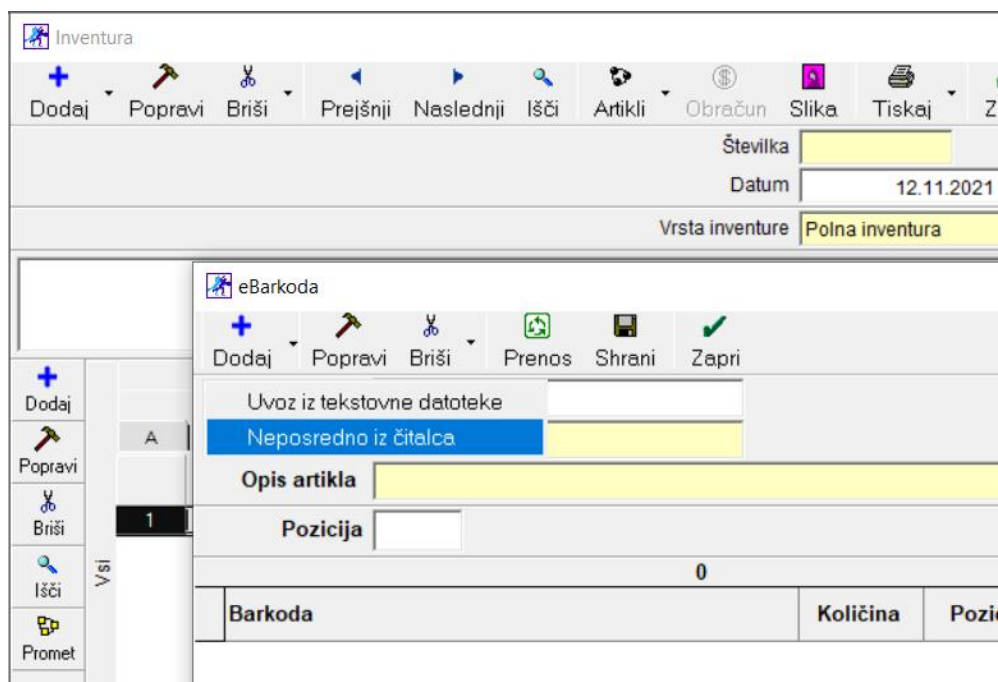 Inventura
Dodaj Popravi Briši Prejšnji Naslednji Išči Artikli Obračun Slika Tiskaj
Številka
Datum 12.11.2021
Vrsta inventure Polna inventura
eBarkoda
Dodaj Popravi Briši Prenos Shrani Zapri
Uvoz iz tekstovne datoteke
Neposredno iz čitalca
Opis artikla
Pozicija
0
Barkoda Količina
Dodaj
Popravi
Briši
Išči
Promet
Vsi
A
1